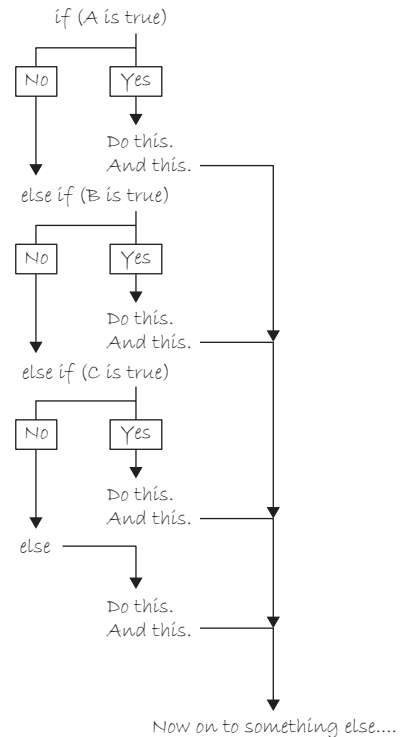 if (A is true)
No Yes
Do this.
And this.
else if (B is true)
No Yes
Do this.
And this.
else if (C is true)
No Yes
Do this.
And this.
else
Do this.
And this.
Now on to something else....